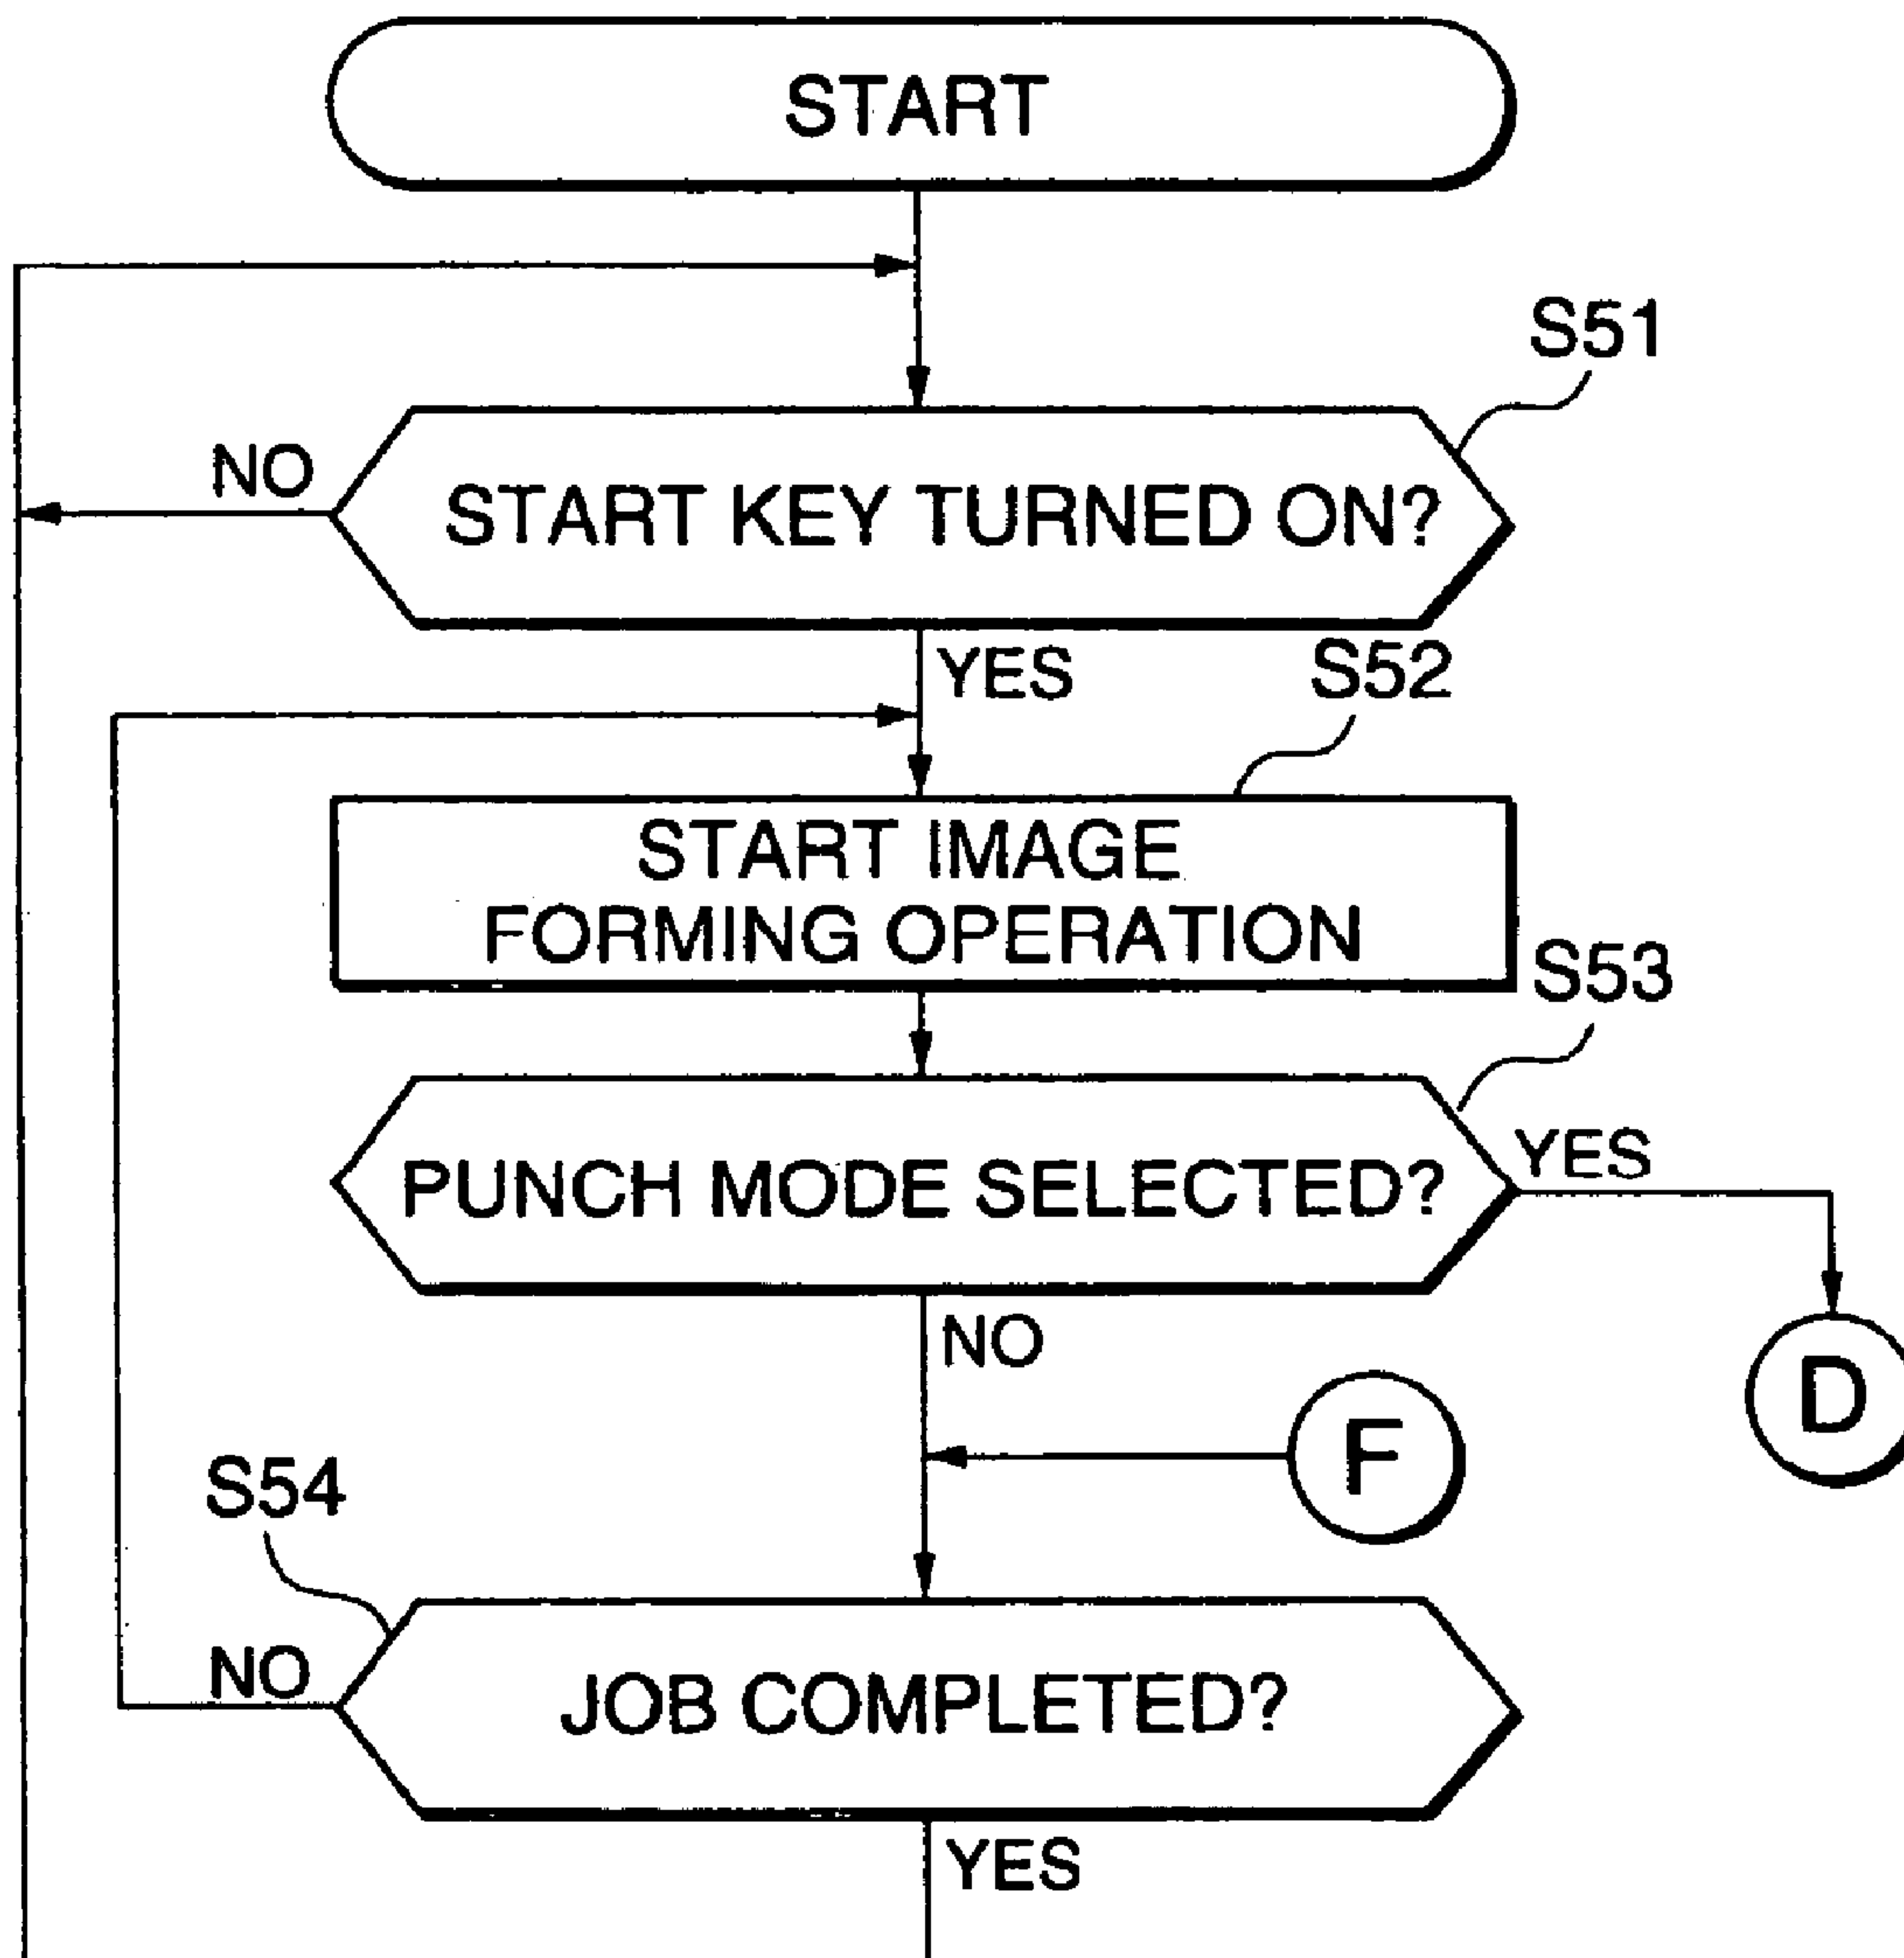 START
S51
NO
START KEY TURNED ON?
YES
S52
START IMAGE
FORMING OPERATION
S53
PUNCH MODE SELECTED?
YES
NO
D
F
S54
NO
JOB COMPLETED?
YES